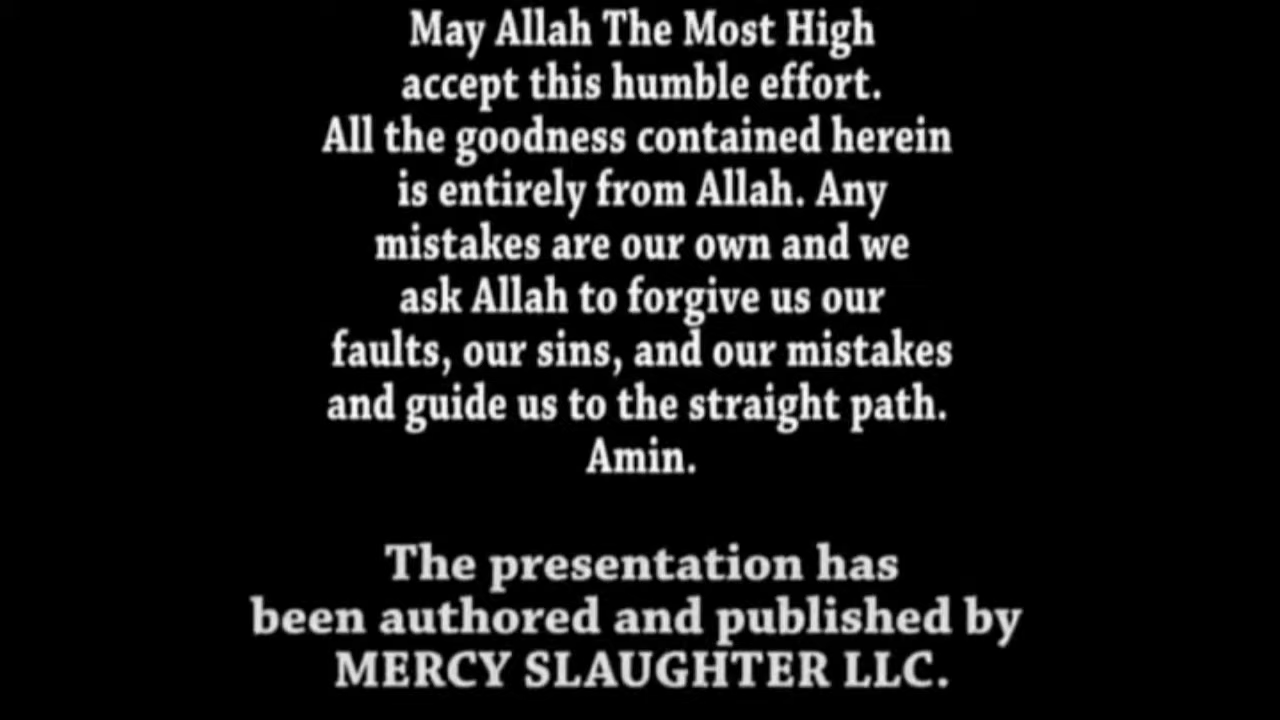 May Allah The Most High
accept this humble effort.
All the goodness contained herein
is entirely from Allah. Any
mistakes are our own and we
ask Allah to forgive us our
faults, our sins, and our mistakes
and guide us to the straight path.
Amin.
The presentation has
been authored and published by
MERCY SLAUGHTER LLC.